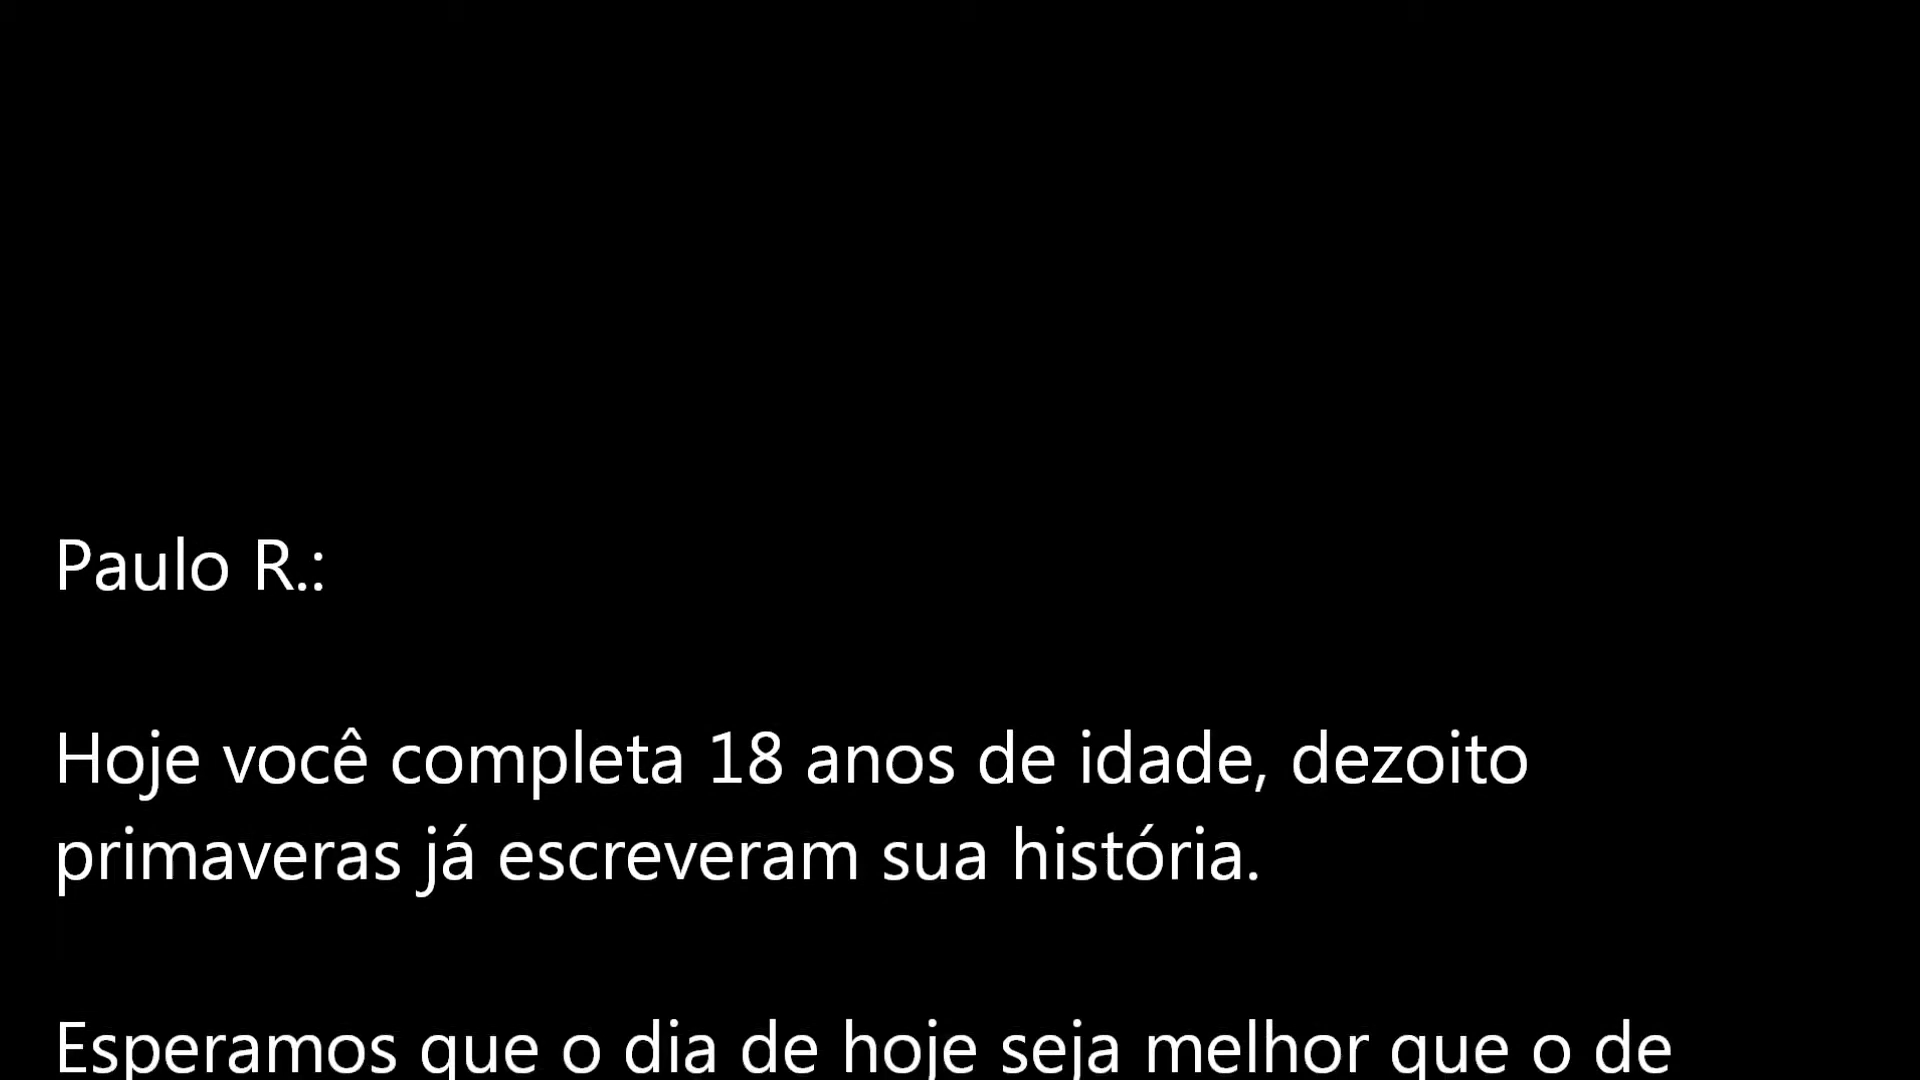 Paulo R.:
Hoje você completa 18 anos de idade, dezoito
primaveras já escreveram sua história.
Esperamos que o dia de hoje seja melhor que o de